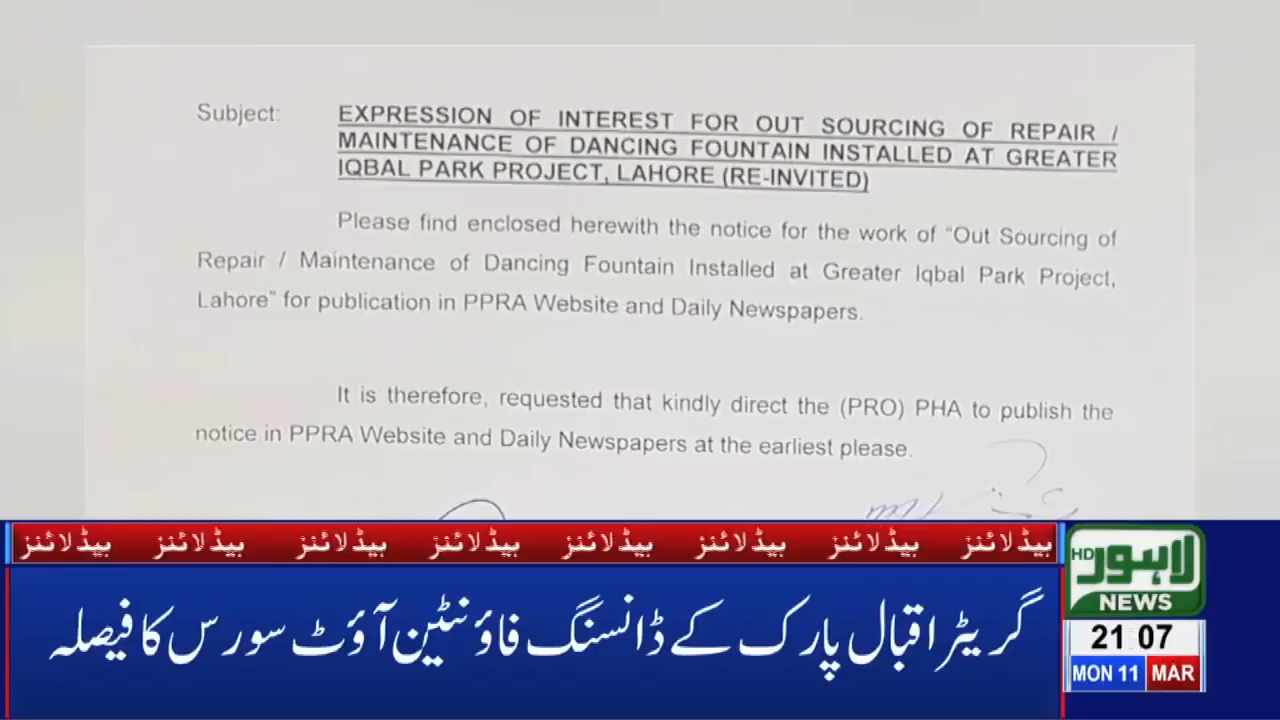 Subject: EXPRESSION OF INTEREST FOR OUT SOURCING OF REPAIR /
MAINTENANCE OF DANCING FOUNTAIN INSTALLED AT GREATER
IQBAL PARK PROJECT, LAHORE (RE-INVITED)
Please find enclosed herewith the notice for the work of “Out Sourcing of
Repair / Maintenance of Dancing Fountain Installed at Greater Iqbal Park Project,
Lahore” for publication in PPRA Website and Daily Newspapers.
It is therefore, requested that kindly direct the (PRO) PHA to publish the
notice in PPRA Website and Daily Newspapers at the earliest please.
ہیڈلائنز ہیڈلائنز ہیڈلائنز ہیڈلائنز ہیڈلائنز ہیڈلائنز ہیڈلائنز ہیڈلائنز
گریٹر اقبال پارک کے ڈانسنگ فاؤنٹین آؤٹ سورس کا فیصلہ
HD لاہور
NEWS
21 07
MON 11 MAR